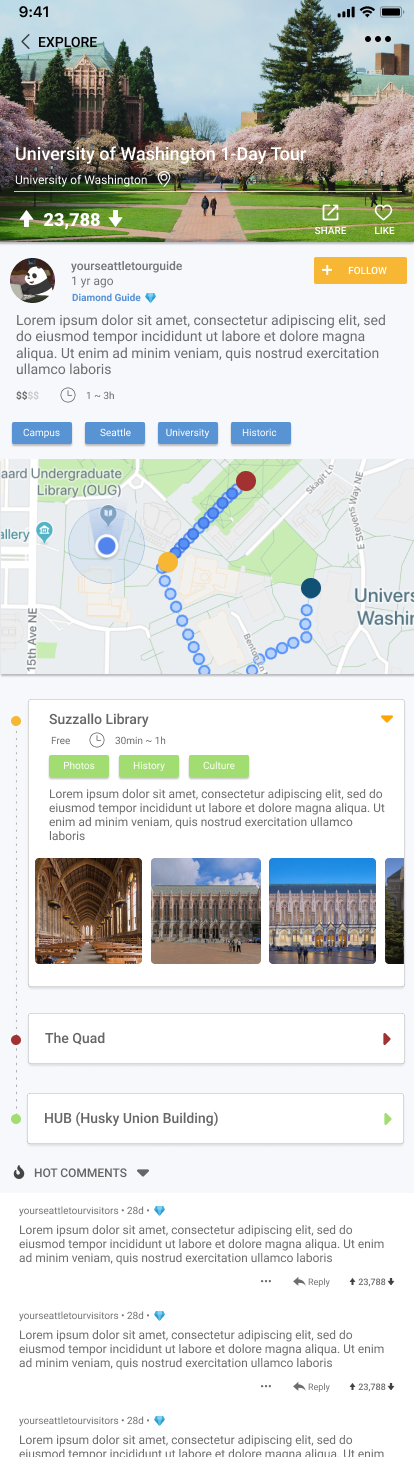 9:41
EXPLORE
University of Washington 1-Day Tour
University of Washington
23,788
SHARE
LIKE
yourseattletourguide
1 yr ago
Diamond Guide
+ FOLLOW
Lorem ipsum dolor sit amet, consectetur adipiscing elit, sed
do eiusmod tempor incididunt ut labore et dolore magna
aliqua. Ut enim ad minim veniam, quis nostrud exercitation
ullamco laboris
$$$$
1 ~ 3h
Campus
Seattle
University
Historic
aard Undergraduate
Library (OUG)
allery
Skagit Ln
E Stevens Way NE
Univers
Washin
15th Ave NE
Benton Ln N
Suzzallo Library
Free
30min ~ 1h
Photos
History
Culture
Lorem ipsum dolor sit amet, consectetur adipiscing elit, sed do
eiusmod tempor incididunt ut labore et dolore magna aliqua. Ut
enim ad minim veniam, quis nostrud exercitation ullamco
laboris
The Quad
HUB (Husky Union Building)
HOT COMMENTS
yourseattletourvisitors • 28d •
Lorem ipsum dolor sit amet, consectetur adipiscing elit, sed do
eiusmod tempor incididunt ut labore et dolore magna aliqua. Ut enim
ad minim veniam, quis nostrud exercitation ullamco laboris
... Reply 23,788
yourseattletourvisitors • 28d •
Lorem ipsum dolor sit amet, consectetur adipiscing elit, sed do
eiusmod tempor incididunt ut labore et dolore magna aliqua. Ut enim
ad minim veniam, quis nostrud exercitation ullamco laboris
... Reply 23,788
yourseattletourvisitors • 28d •
Lorem ipsum dolor sit amet, consectetur adipiscing elit, sed do
eiusmod tempor incididunt ut labore et dolore magna aliqua. Ut enim